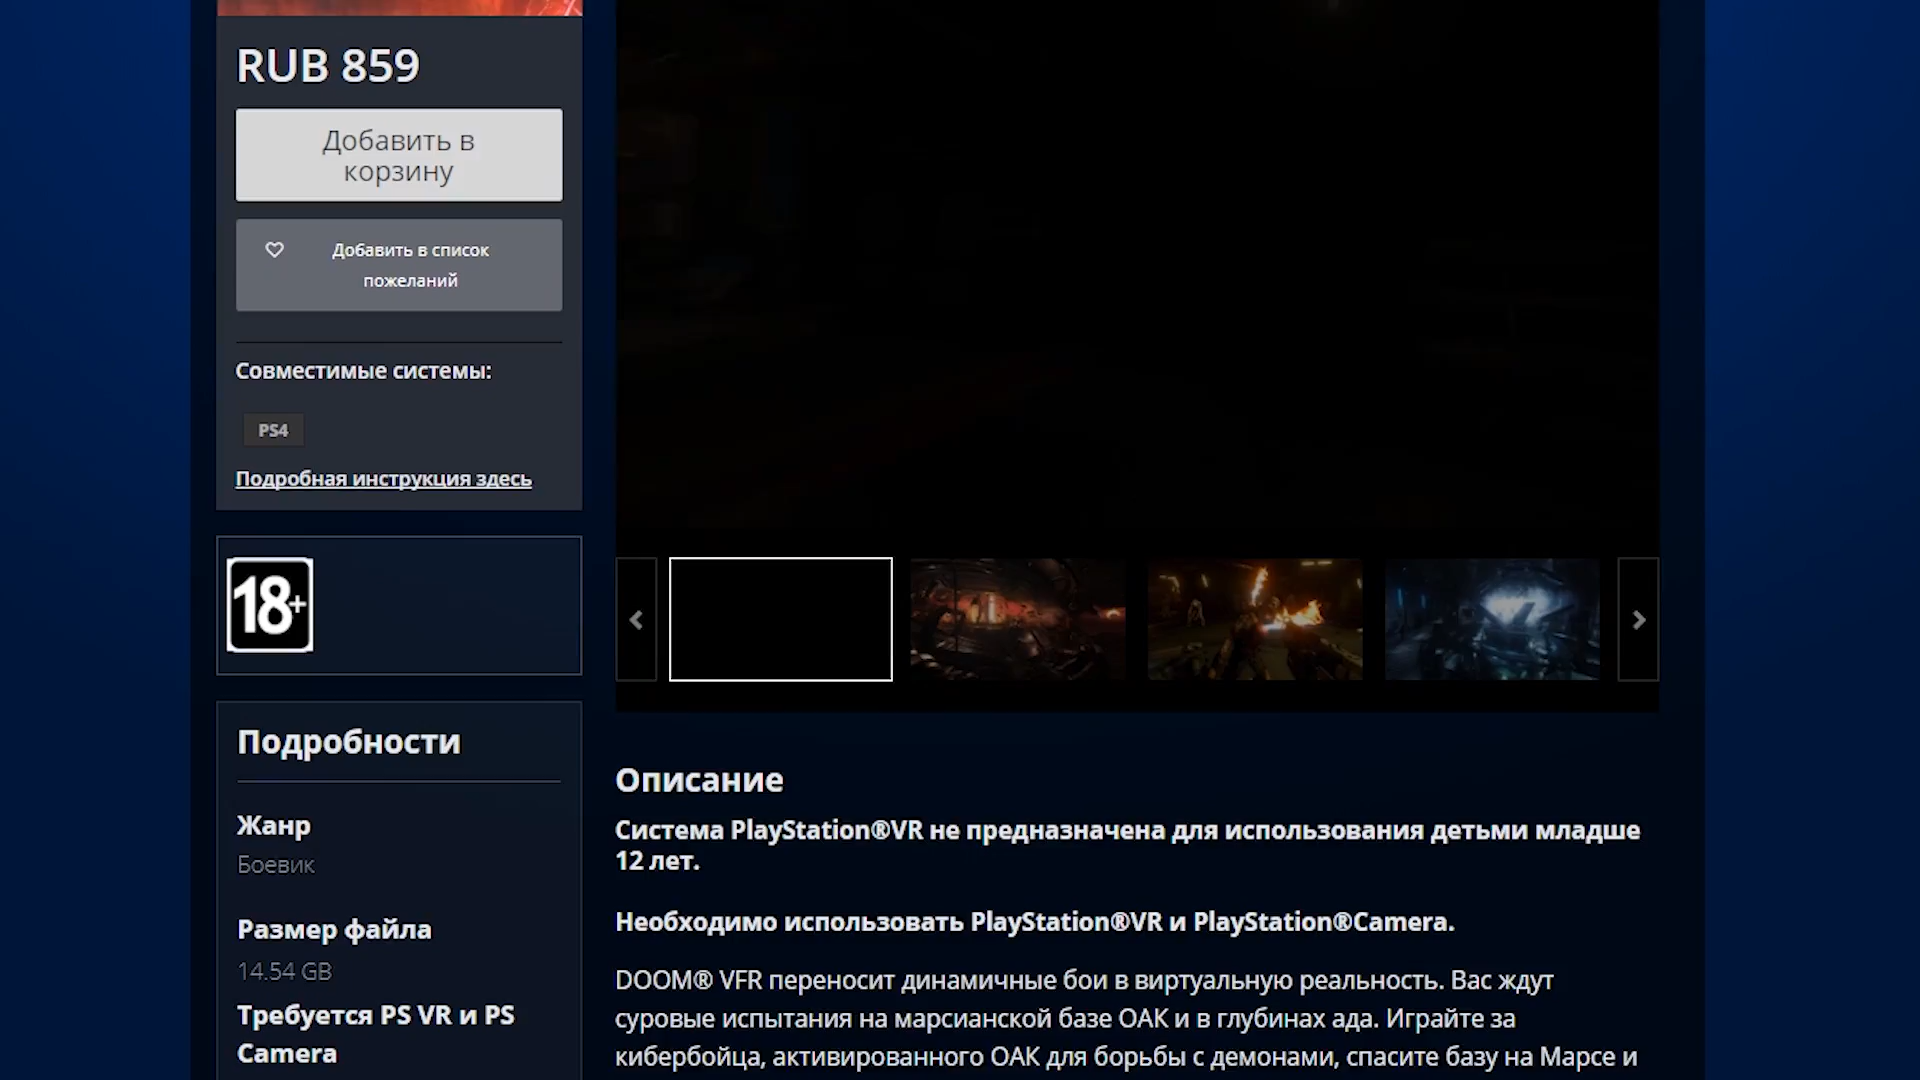 RUB 859
Добавить в
корзину
Добавить в список
пожеланий
Совместимые системы:
PS4
Подробная инструкция здесь
18+
Подробности
Жанр
Боевик
Размер файла
14.54 GB
Требуется PS VR и PS
Camera
Описание
Система PlayStation®VR не предназначена для использования детьми младше
12 лет.
Необходимо использовать PlayStation®VR и PlayStation®Camera.
DOOM® VFR переносит динамичные бои в виртуальную реальность. Вас ждут
суровые испытания на марсианской базе ОАК и в глубинах ада. Играйте за
кибербойца, активированного ОАК для борьбы с демонами, спасите базу на Марсе и